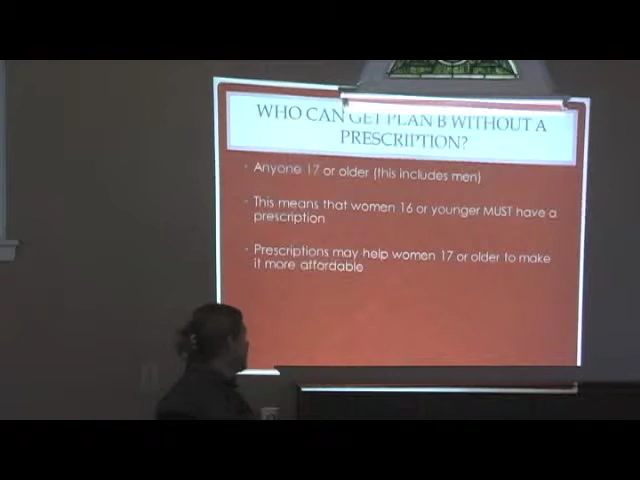 WHO CAN GET PLAN B WITHOUT A
PRESCRIPTION?
- Anyone 17 or older (this includes men)
- This means that women 16 or younger MUST have a
prescription
- Prescriptions may help women 17 or older to make
it more affordable